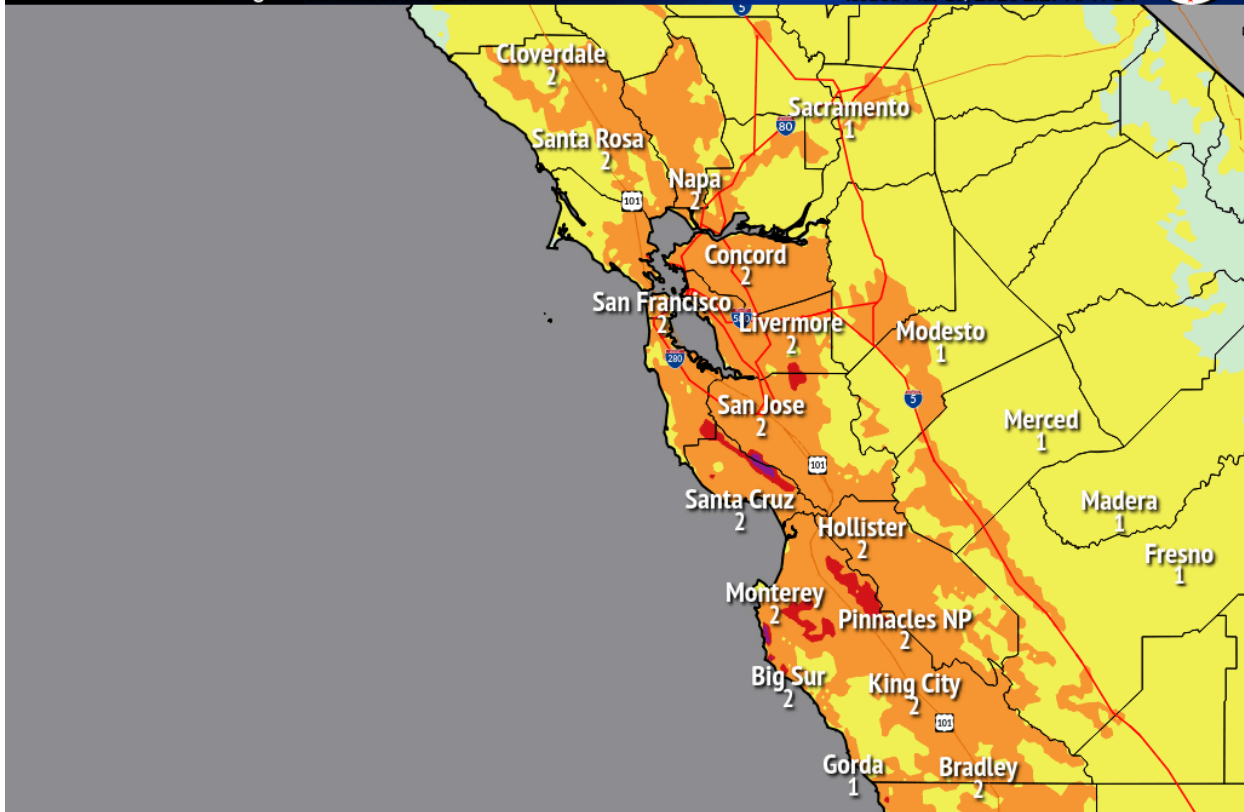 5
Cloverdale
2
Sacramento
1
80
Santa Rosa
2
Napa
2
101
Concord
2
San Francisco
2
580
Livermore
2
Modesto
1
280
5
San Jose
2
Merced
1
101
Santa Cruz
2
Madera
1
Hollister
2
Fresno
1
Monterey
2
Pinnacles NP
2
Big Sur
2
King City
2
101
Gorda
1
Bradley
2